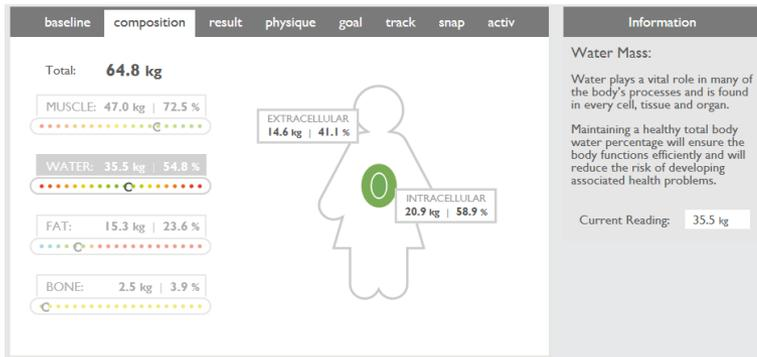 baseline composition result physique goal track snap activ
Information
Total: 64.8 kg
MUSCLE: 47.0 kg | 72.5 %
WATER: 35.5 kg | 54.8 %
FAT: 15.3 kg | 23.6 %
BONE: 2.5 kg | 3.9 %
EXTRACELLULAR
14.6 kg | 41.1 %
INTRACELLULAR
20.9 kg | 58.9 %
Water Mass:
Water plays a vital role in many of
the body's processes and is found
in every cell, tissue and organ.
Maintaining a healthy total body
water percentage will ensure the
body functions efficiently and will
reduce the risk of developing
associated health problems.
Current Reading: 35.5 kg